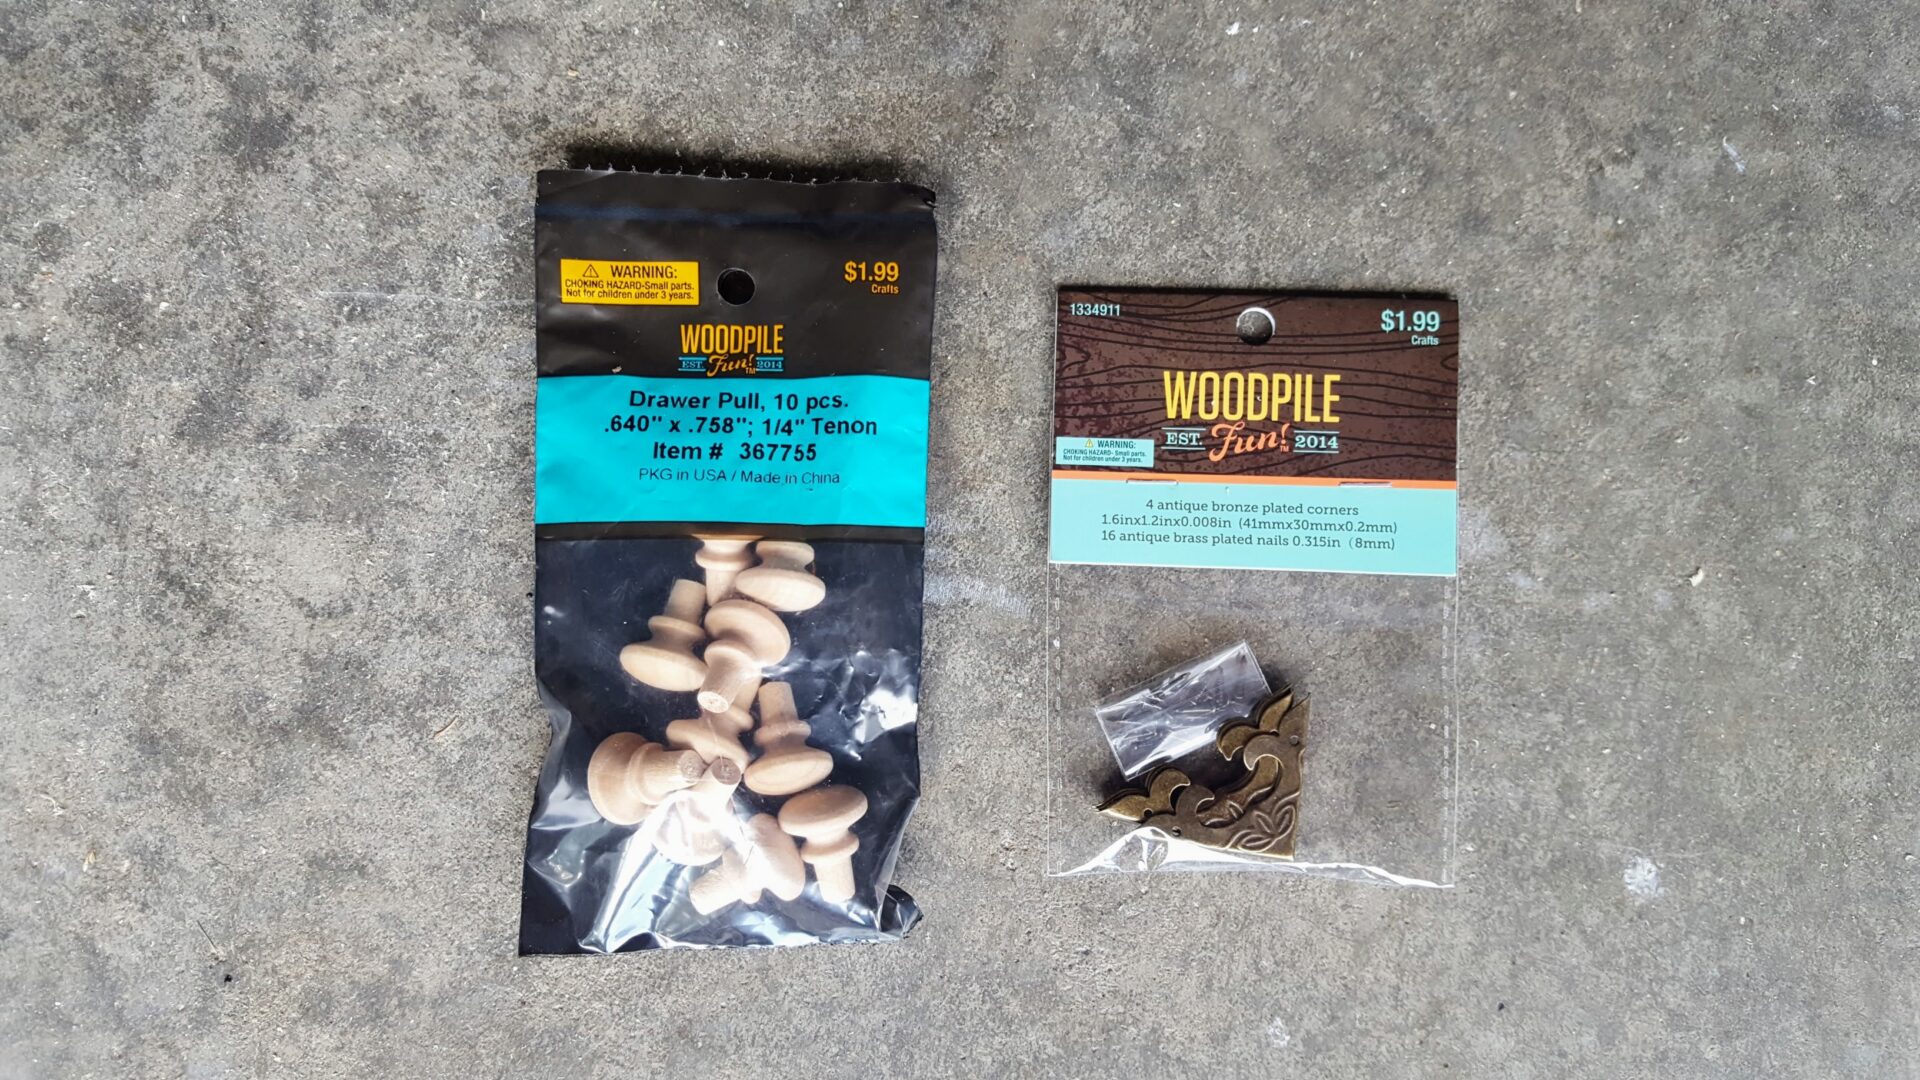 WARNING:
CHOKING HAZARD-Small parts.
Not for children under 3 years.
$1.99
Crafts
WOODPILE
EST. Fun!™ 2014
Drawer Pull, 10 pcs.
.640" x .758"; 1/4" Tenon
Item # 367755
PKG in USA / Made in China
1334911
$1.99
Crafts
WOODPILE
EST. Fun!™ 2014
WARNING:
CHOKING HAZARD- Small parts.
Not for children under 3 years.
4 antique bronze plated corners
1.6inx1.2inx0.008in (41mmx30mmx0.2mm)
16 antique brass plated nails 0.315in (8mm)